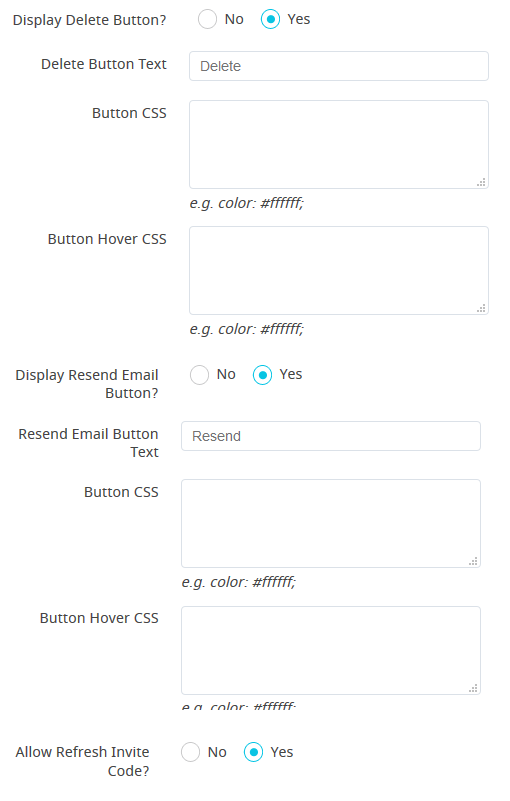 Display Delete Button? No Yes
Delete Button Text Delete
Button CSS
e.g. color: #ffffff;
Button Hover CSS
e.g. color: #ffffff;
Display Resend Email No Yes
Button?
Resend Email Button Resend
Text
Button CSS
e.g. color: #ffffff;
Button Hover CSS
e.g. color: #ffffff;
Allow Refresh Invite No Yes
Code?